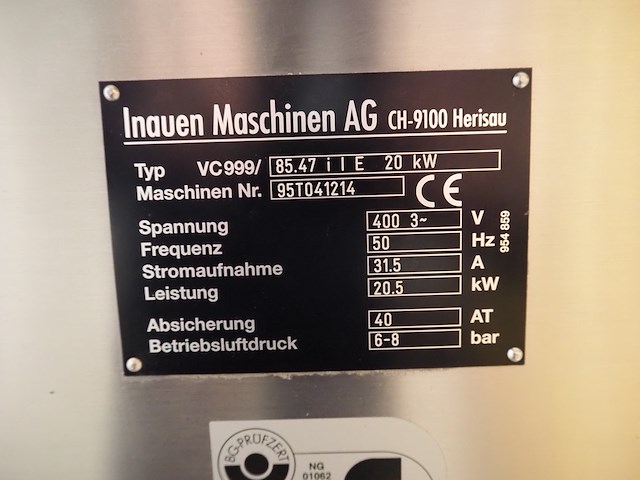 Inauen Maschinen AG CH-9100 Herisau
Typ VC999/ 85.47 i l E 20 kW
Maschinen Nr. 95T041214
CE
Spannung 400 3~ V
Frequenz 50 Hz
Stromaufnahme 31.5 A
Leistung 20.5 kW
954 859
Absicherung 40 AT
Betriebsluftdruck 6-8 bar
BG-PRÜFZERT
NG
01062